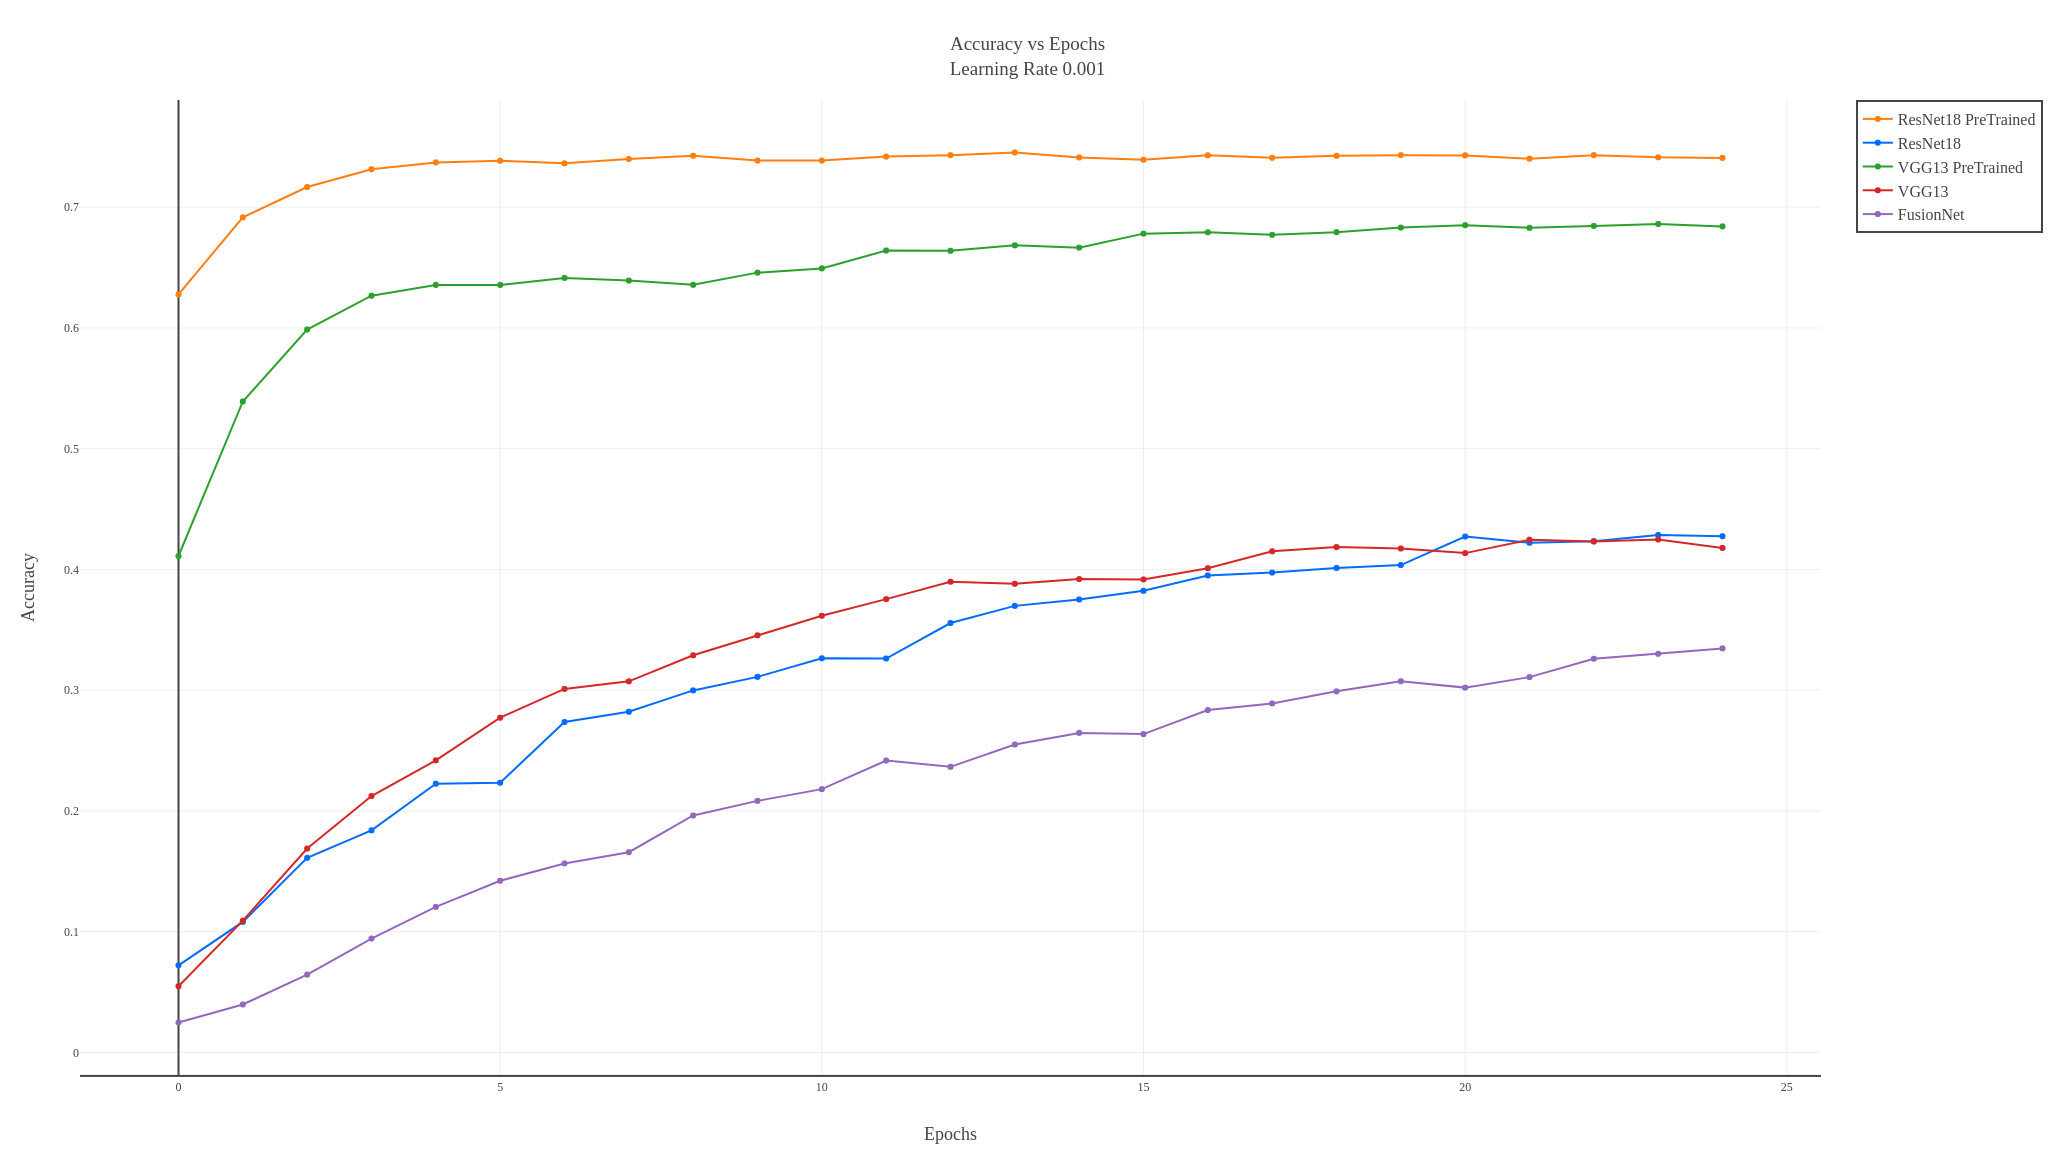 Accuracy vs Epochs
Learning Rate 0.001
ResNet18 PreTrained
ResNet18
VGG13 PreTrained
VGG13
FusionNet
Accuracy
0.7
0.6
0.5
0.4
0.3
0.2
0.1
0
0 5 10 15 20 25
Epochs